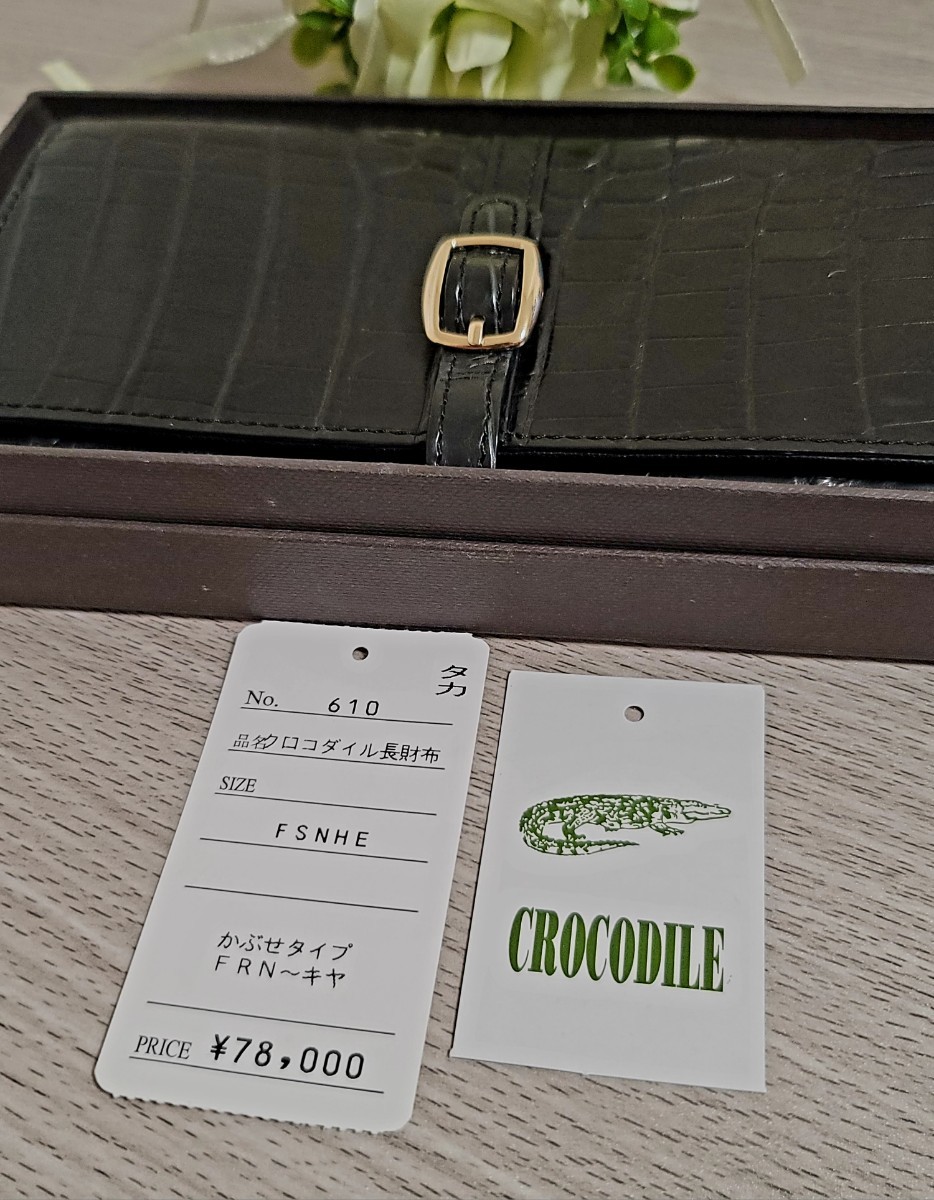 タカ
No. 610
品名 クロコダイル長財布
SIZE
FSNHE
かぶせタイプ
FRN～キヤ
PRICE ¥78,000
CROCODILE